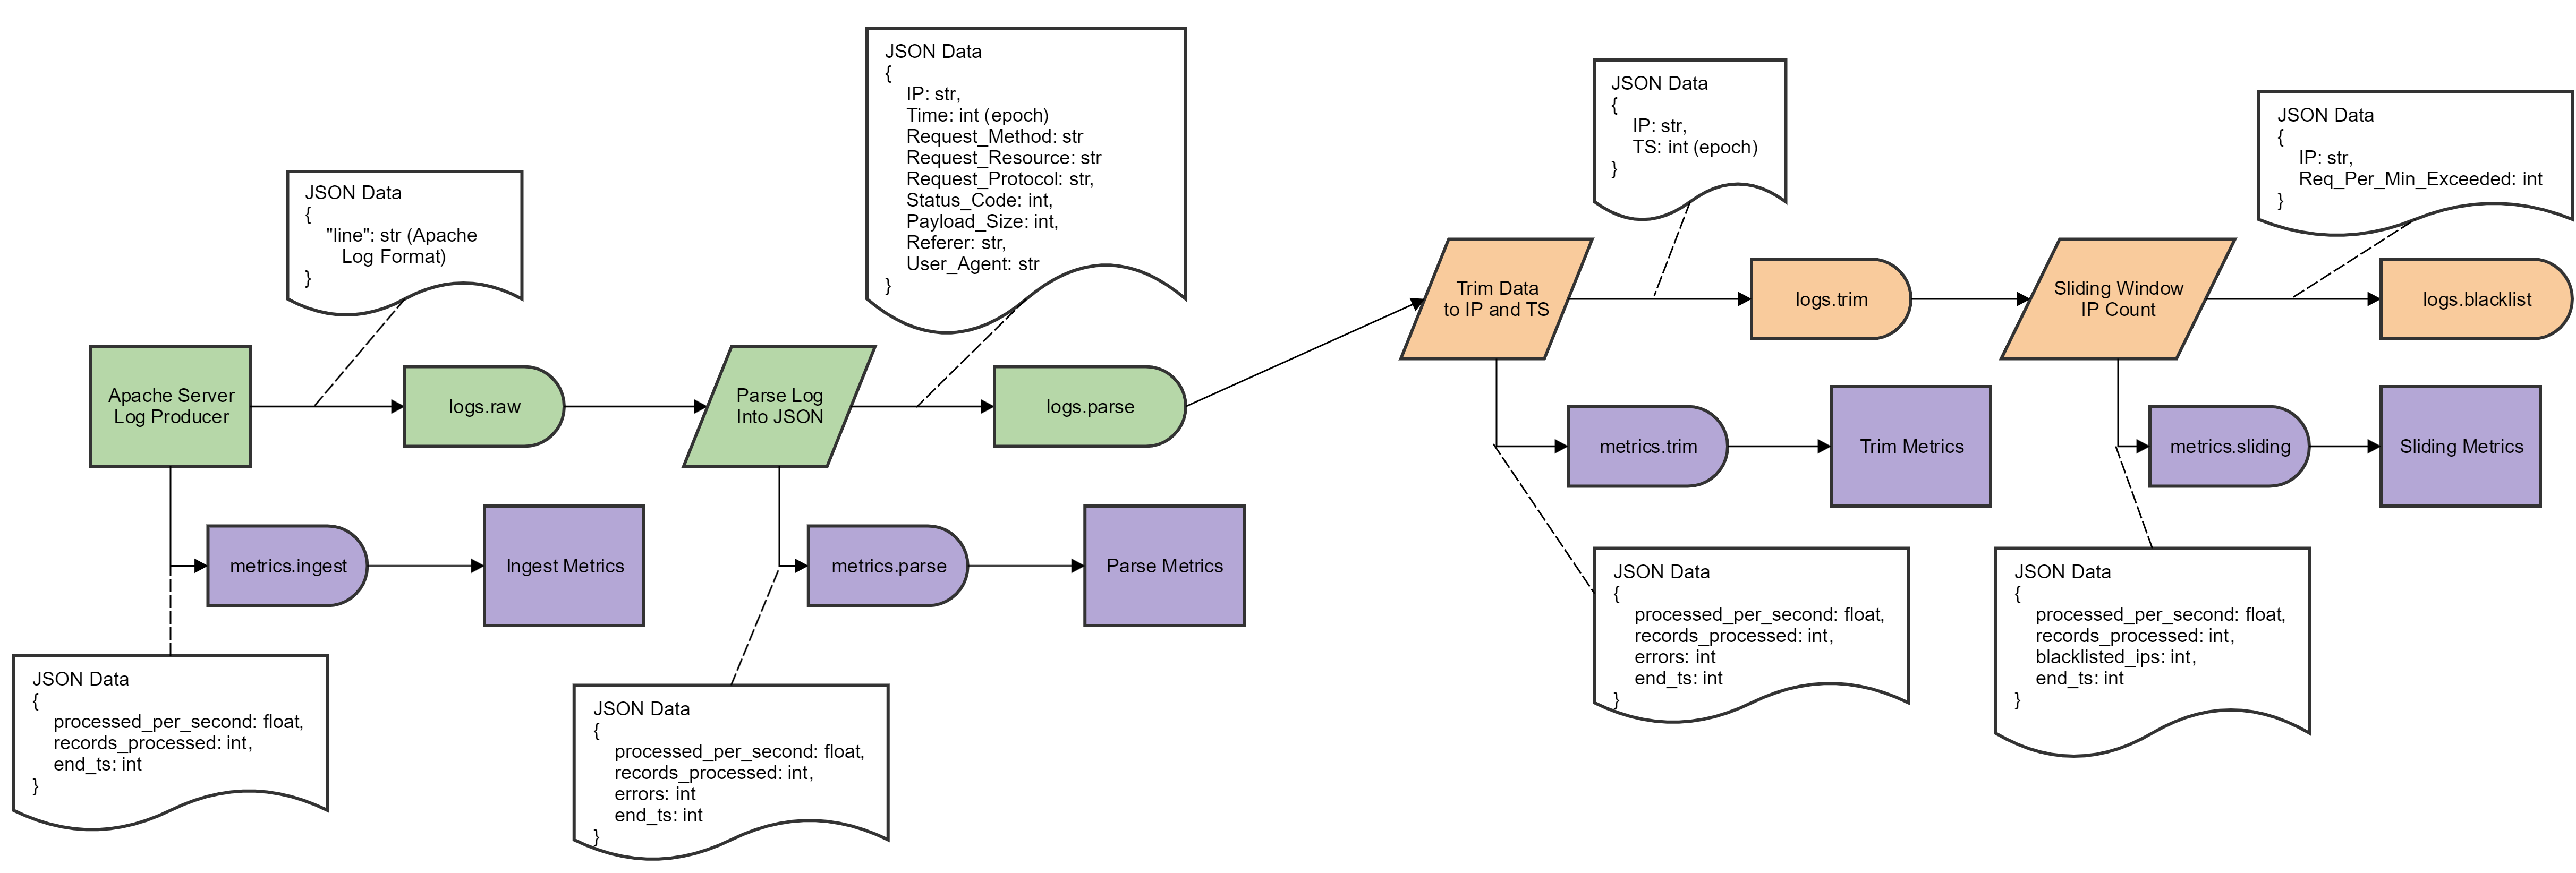 JSON Data
{
"line": str (Apache
Log Format)
}
JSON Data
{
IP: str,
Time: int (epoch)
Request_Method: str
Request_Resource: str
Request_Protocol: str,
Status_Code: int,
Payload_Size: int,
Referer: str,
User_Agent: str
}
JSON Data
{
IP: str,
TS: int (epoch)
}
JSON Data
{
IP: str,
Req_Per_Min_Exceeded: int
}
Apache Server
Log Producer
logs.raw
Parse Log
Into JSON
logs.parse
Trim Data
to IP and TS
logs.trim
Sliding Window
IP Count
logs.blacklist
metrics.ingest
Ingest Metrics
metrics.parse
Parse Metrics
metrics.trim
Trim Metrics
metrics.sliding
Sliding Metrics
JSON Data
{
processed_per_second: float,
records_processed: int,
end_ts: int
}
JSON Data
{
processed_per_second: float,
records_processed: int,
errors: int
end_ts: int
}
JSON Data
{
processed_per_second: float,
records_processed: int,
errors: int
end_ts: int
}
JSON Data
{
processed_per_second: float,
records_processed: int,
blacklisted_ips: int,
end_ts: int
}